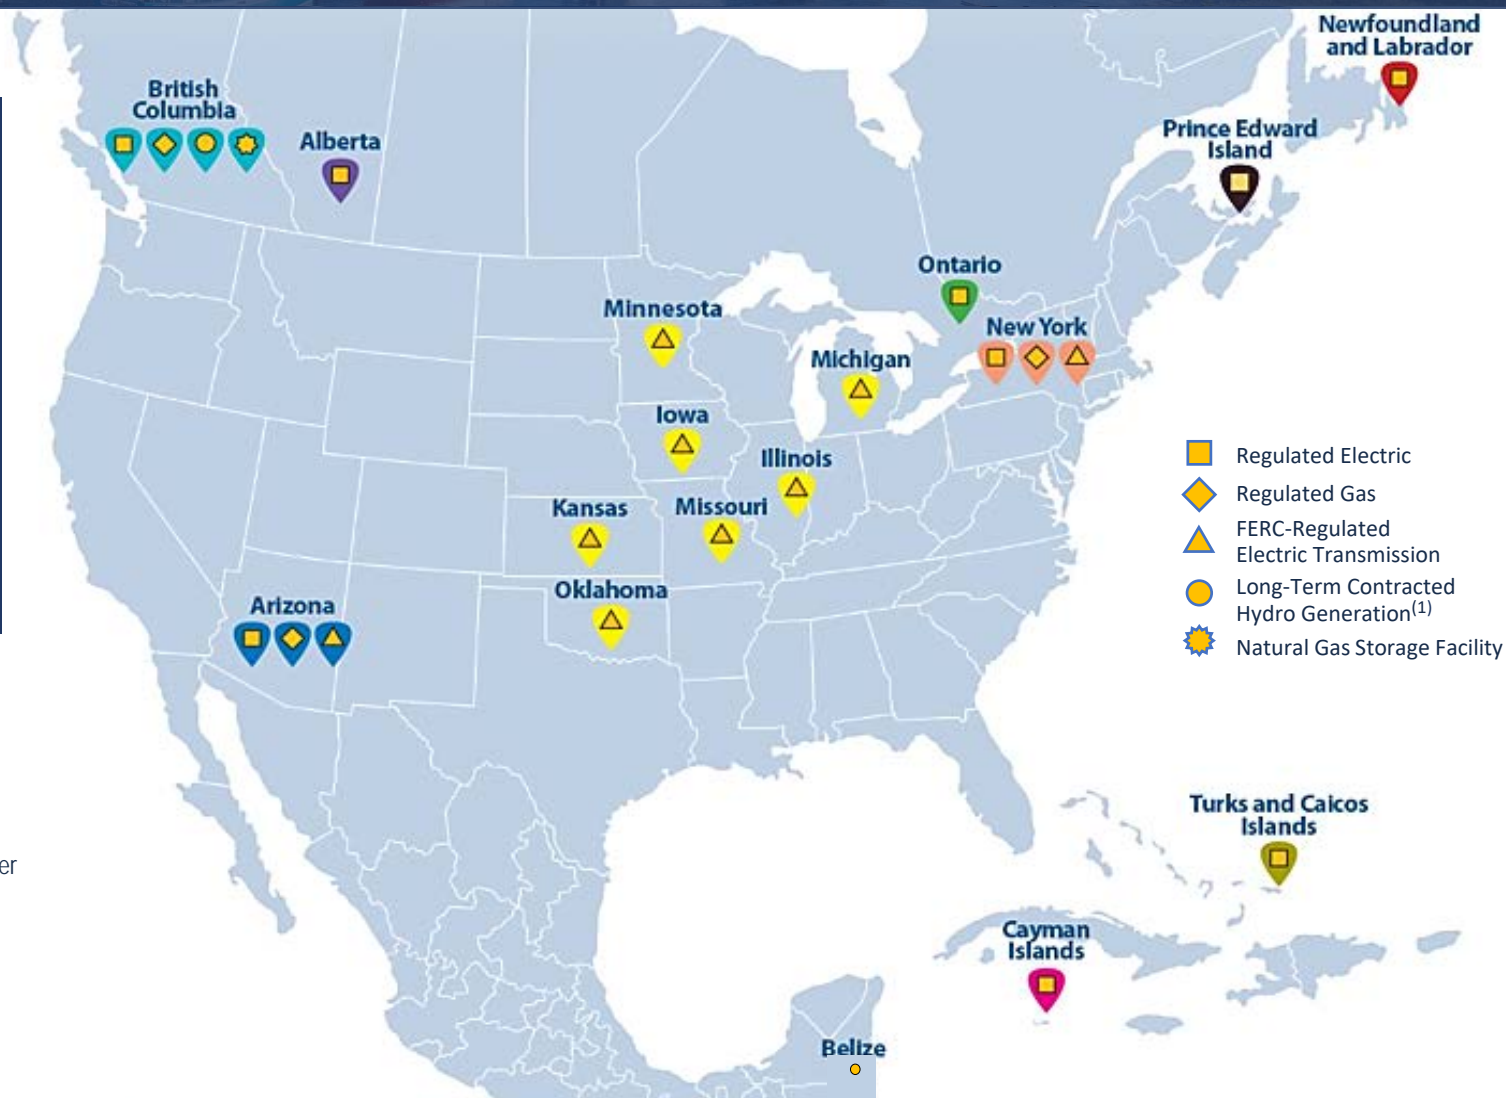 Newfoundland
and Labrador
British
Columbia
Alberta
Prince Edward
Island
Ontario
Minnesota
New York
Michigan
Iowa
Illinois
Kansas
Missouri
Oklahoma
Arizona
Regulated Electric
Regulated Gas
FERC-Regulated
Electric Transmission
Long-Term Contracted
Hydro Generation(1)
Natural Gas Storage Facility
Turks and Caicos
Islands
er
Cayman
Islands
Belize